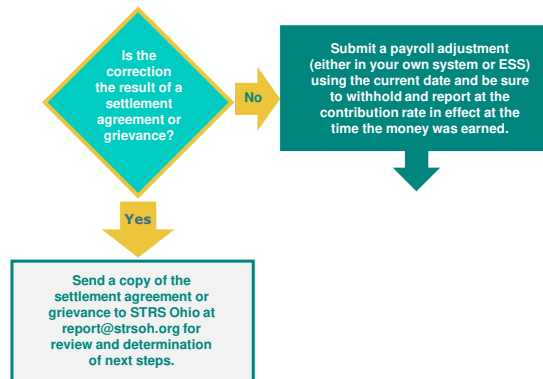 Is the
correction
the result of a
settlement
agreement or
grievance?
No
Submit a payroll adjustment
(either in your own system or ESS)
using the current date and be sure
to withhold and report at the
contribution rate in effect at the
time the money was earned.
Yes
Send a copy of the
settlement agreement or
grievance to STRS Ohio at
report@strsoh.org for
review and determination
of next steps.